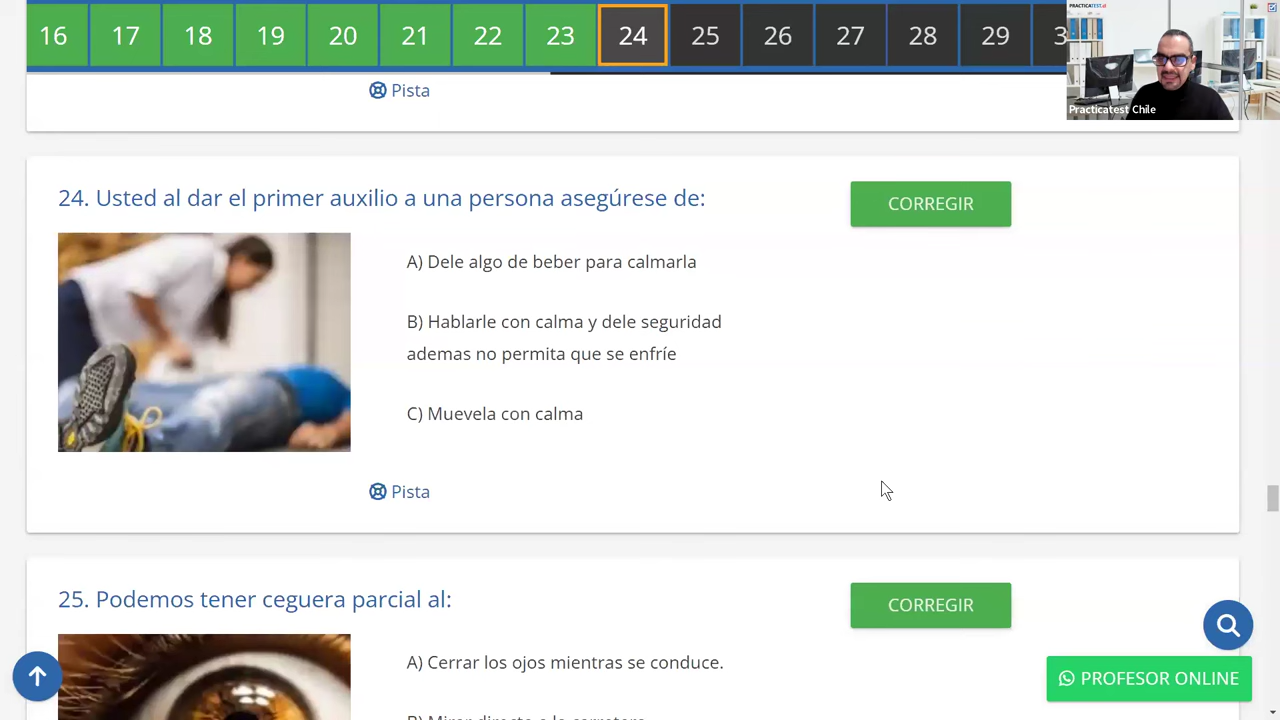 16 17 18 19 20 21 22 23 24 25 26 27 28 29
PRACTICATEST.cl
Practicatest Chile
Pista
24. Usted al dar el primer auxilio a una persona asegúrese de:
CORREGIR
A) Dele algo de beber para calmarla
B) Hablarle con calma y dele seguridad
ademas no permita que se enfríe
C) Muevela con calma
Pista
25. Podemos tener ceguera parcial al:
CORREGIR
A) Cerrar los ojos mientras se conduce.
PROFESOR ONLINE